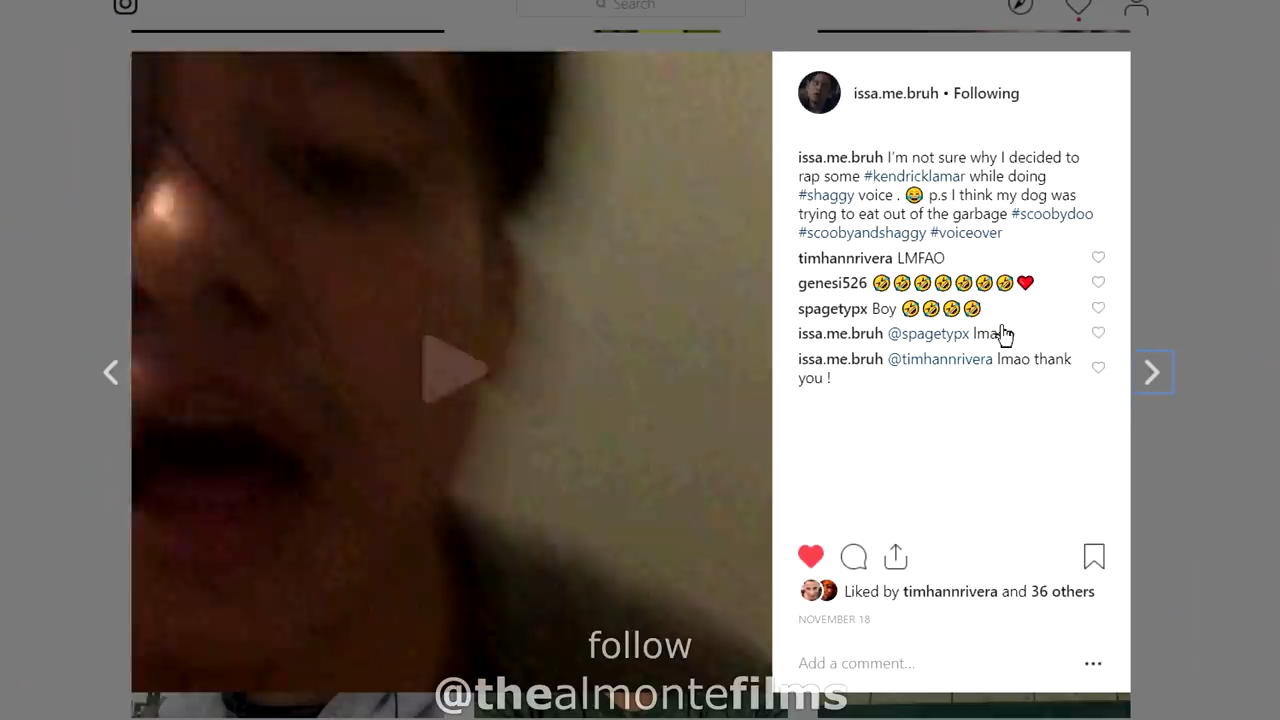 Search
issa.me.bruh • Following
issa.me.bruh I'm not sure why I decided to
rap some #kendricklamar while doing
#shaggy voice . 😂 p.s I think my dog was
trying to eat out of the garbage #scoobydoo
#scoobyandshaggy #voiceover
timhannrivera LMFAO
genesi526 🤣🤣🤣🤣🤣🤣🤣❤️
spagetypx Boy 🤣🤣🤣🤣
issa.me.bruh @spagetypx
issa.me.bruh @timhannrivera lmao thank
you !
Liked by timhannrivera and 36 others
NOVEMBER 18
Add a comment...
follow
@thealmontefilms